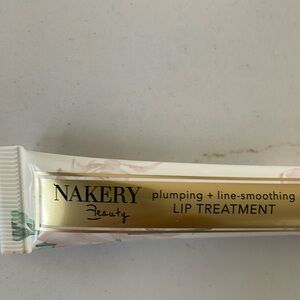 NAKERY
Beauty
plumping + line-smoothing
LIP TREATMENT